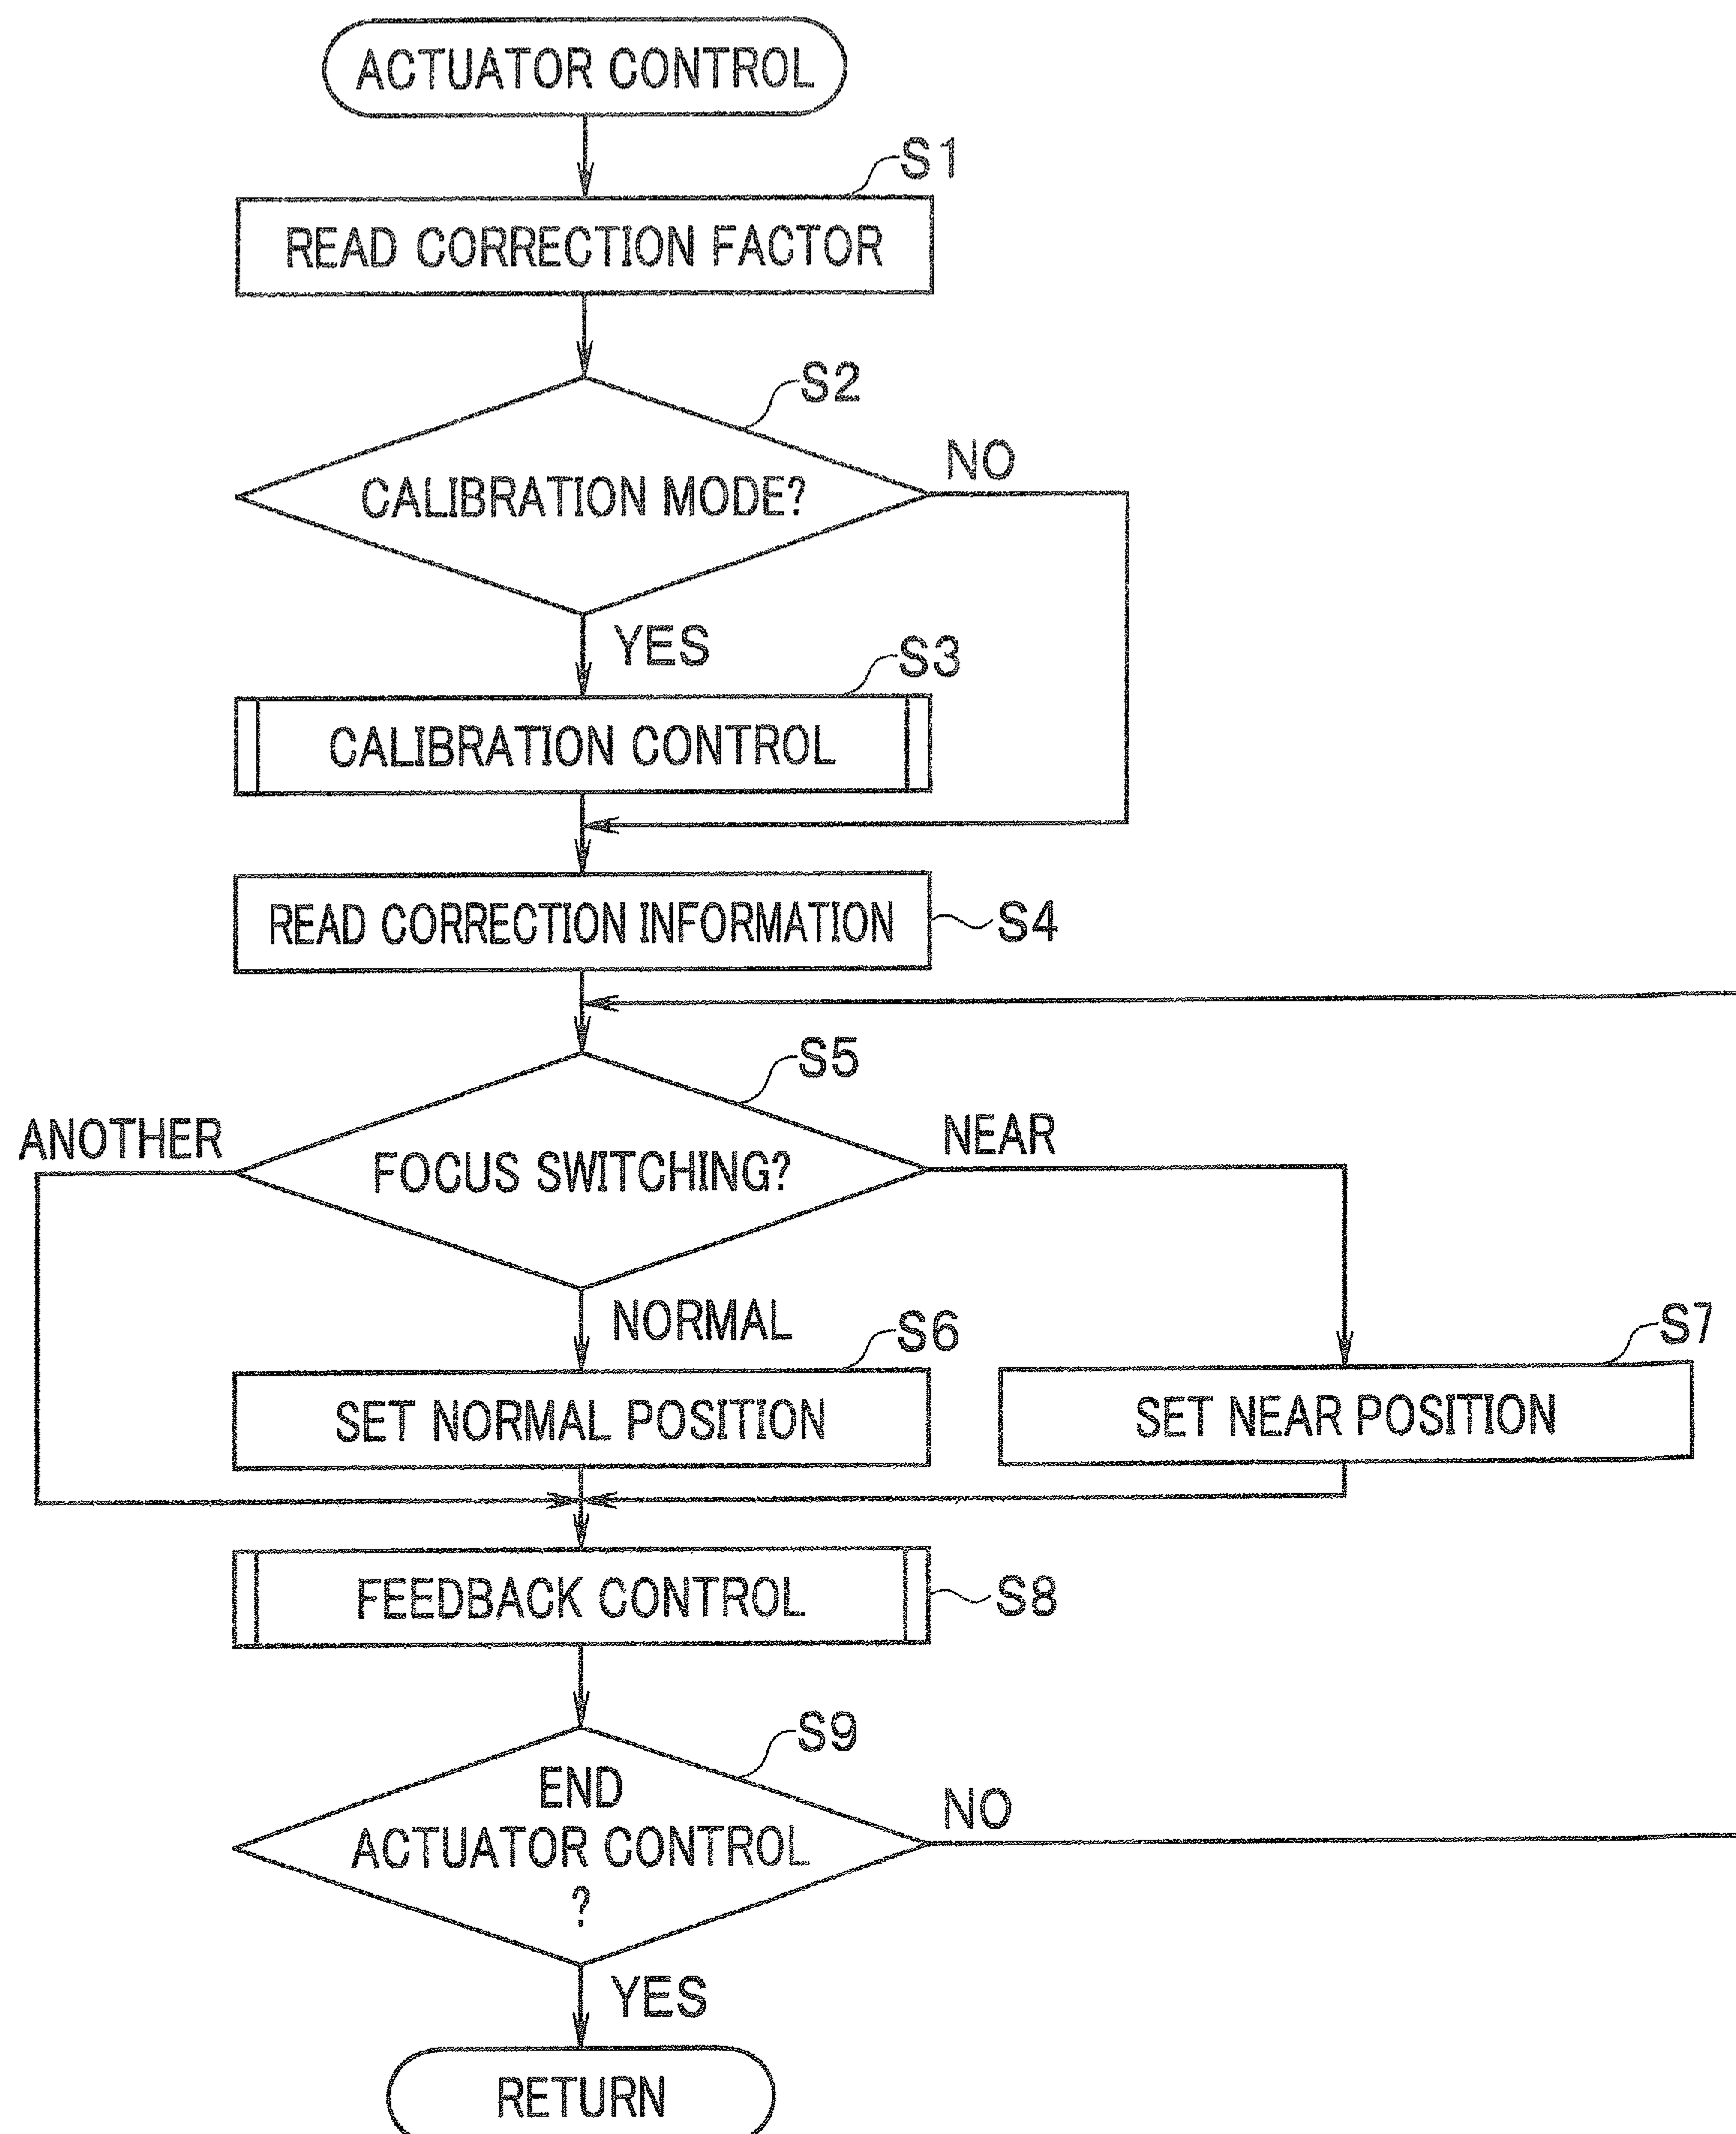 ACTUATOR CONTROL
S1
READ CORRECTION FACTOR
S2
CALIBRATION MODE?
NO
YES
S3
CALIBRATION CONTROL
READ CORRECTION INFORMATION
S4
S5
ANOTHER
FOCUS SWITCHING?
NEAR
NORMAL
S6
S7
SET NORMAL POSITION
SET NEAR POSITION
FEEDBACK CONTROL
S8
S9
END
ACTUATOR CONTROL
?
NO
YES
RETURN